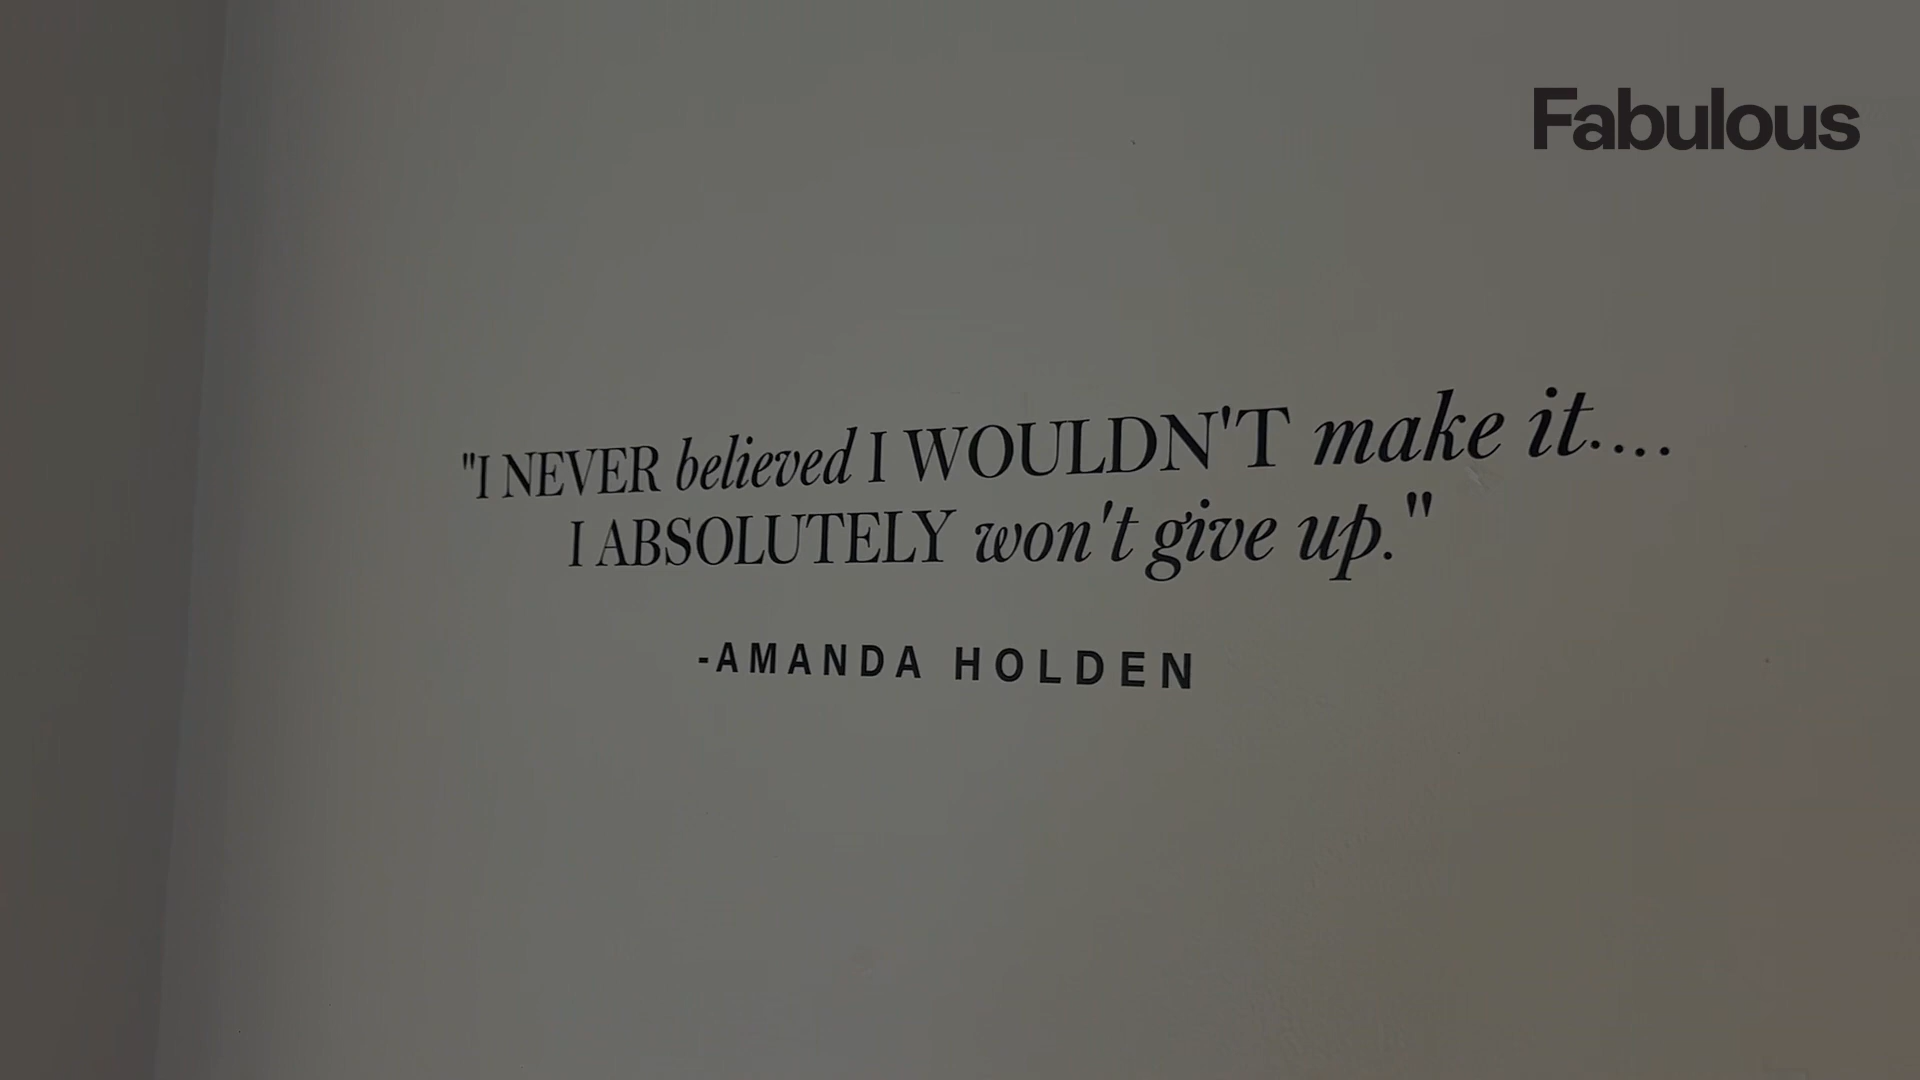 Fabulous
"I NEVER believed I WOULDN'T make it....
I ABSOLUTELY won't give up."
-AMANDA HOLDEN